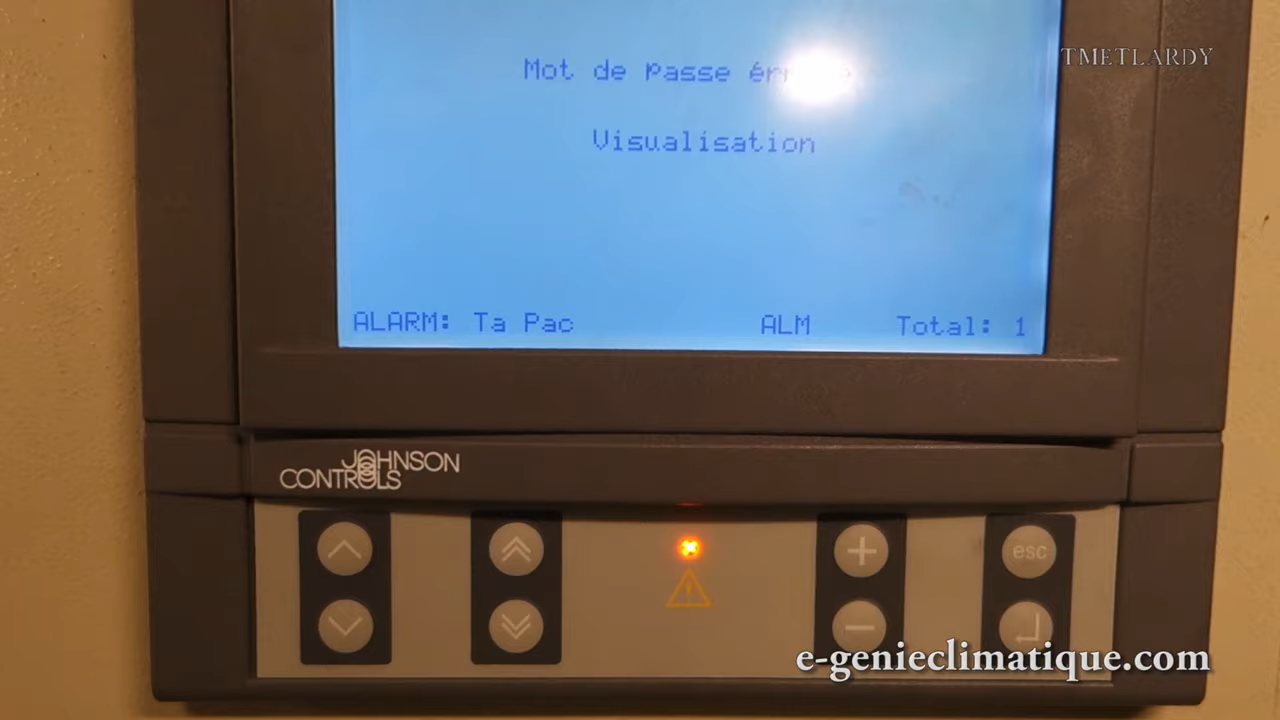 TMETLARDY
Mot de Passe
Visualisation
ALARM: Ta Pac ALM Total: 1
JOHNSON
CONTROLS
esc
e-genieclimatique.com